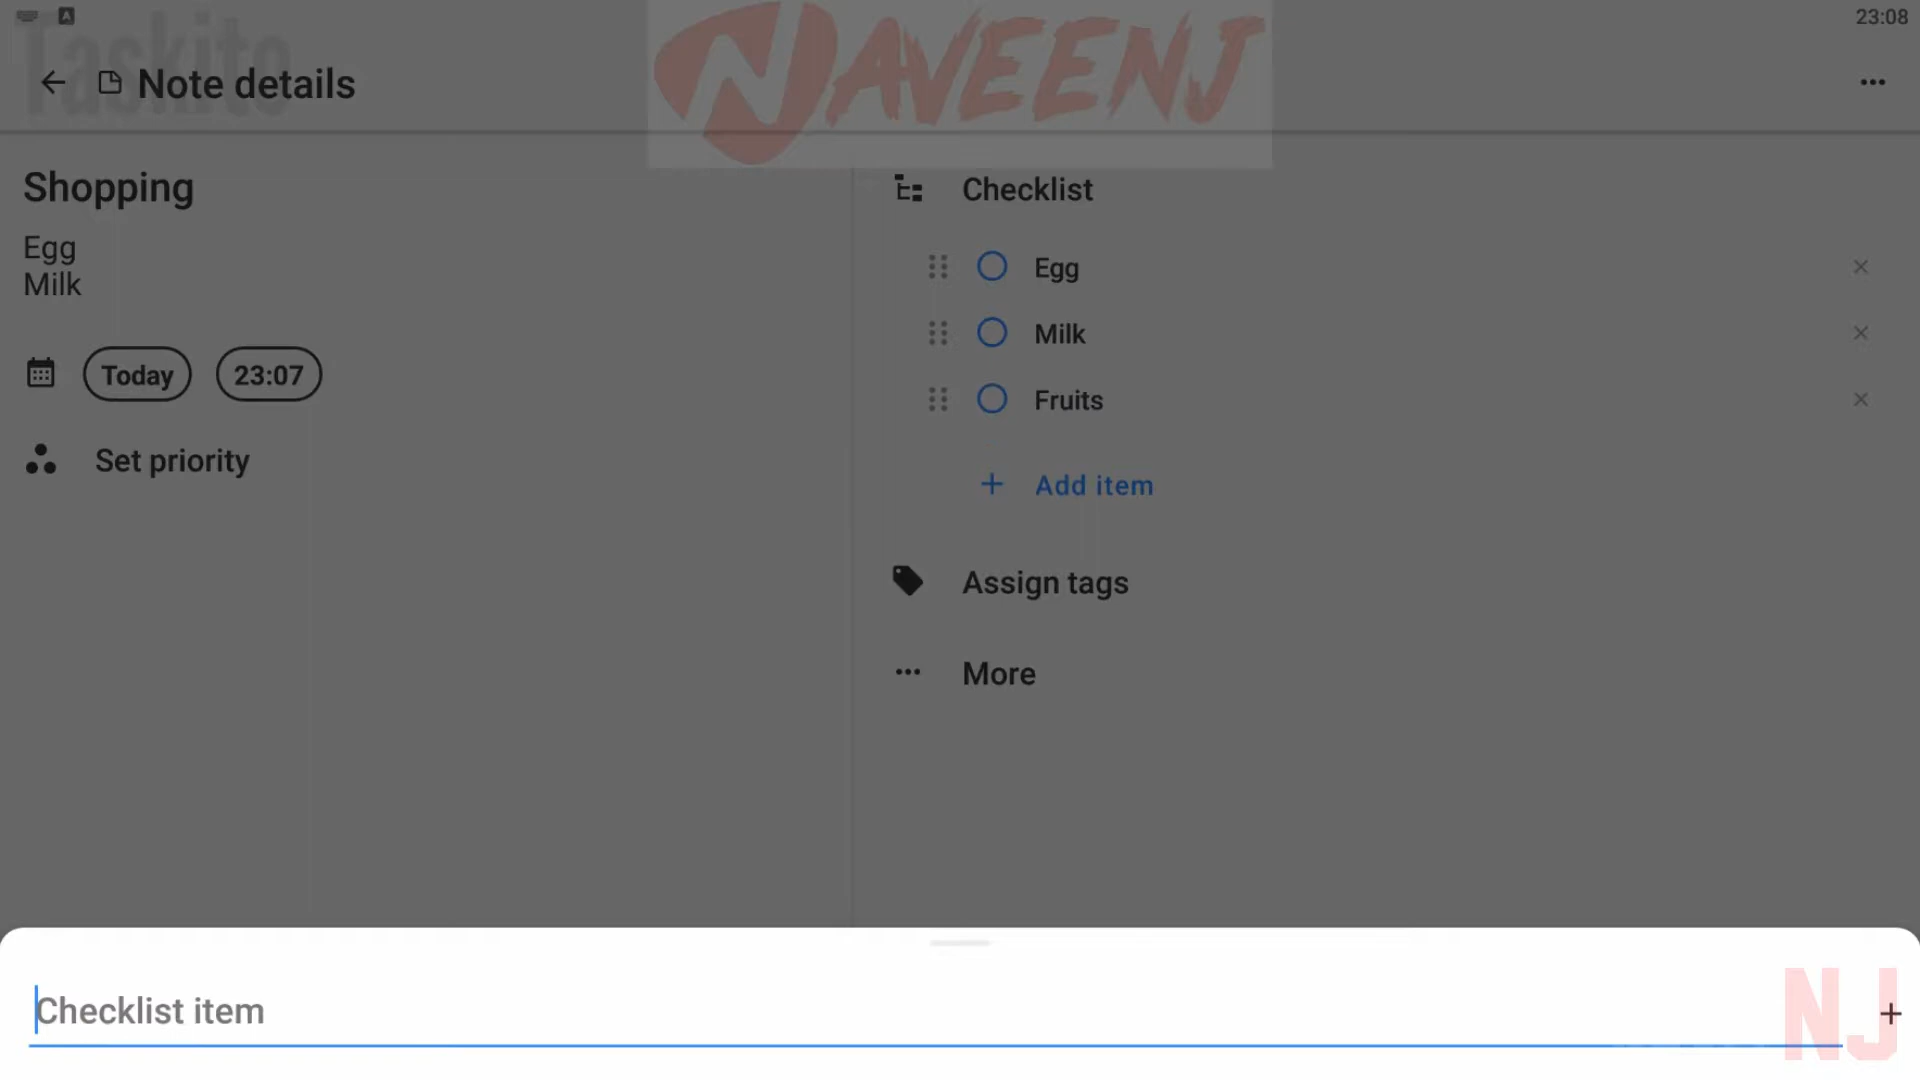 23:08
Taskito
NAVEENJ
Note details
Shopping
Egg
Milk
Today
23:07
Set priority
Checklist
Egg
Milk
Fruits
Add item
Assign tags
More
Checklist item
NJ